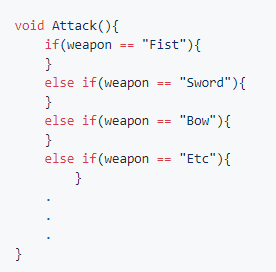 void Attack(){
    if(weapon == "Fist"){
    }
    else if(weapon == "Sword"){
    }
    else if(weapon == "Bow"){
    }
    else if(weapon == "Etc"){
        }
    .
    .
    .
}